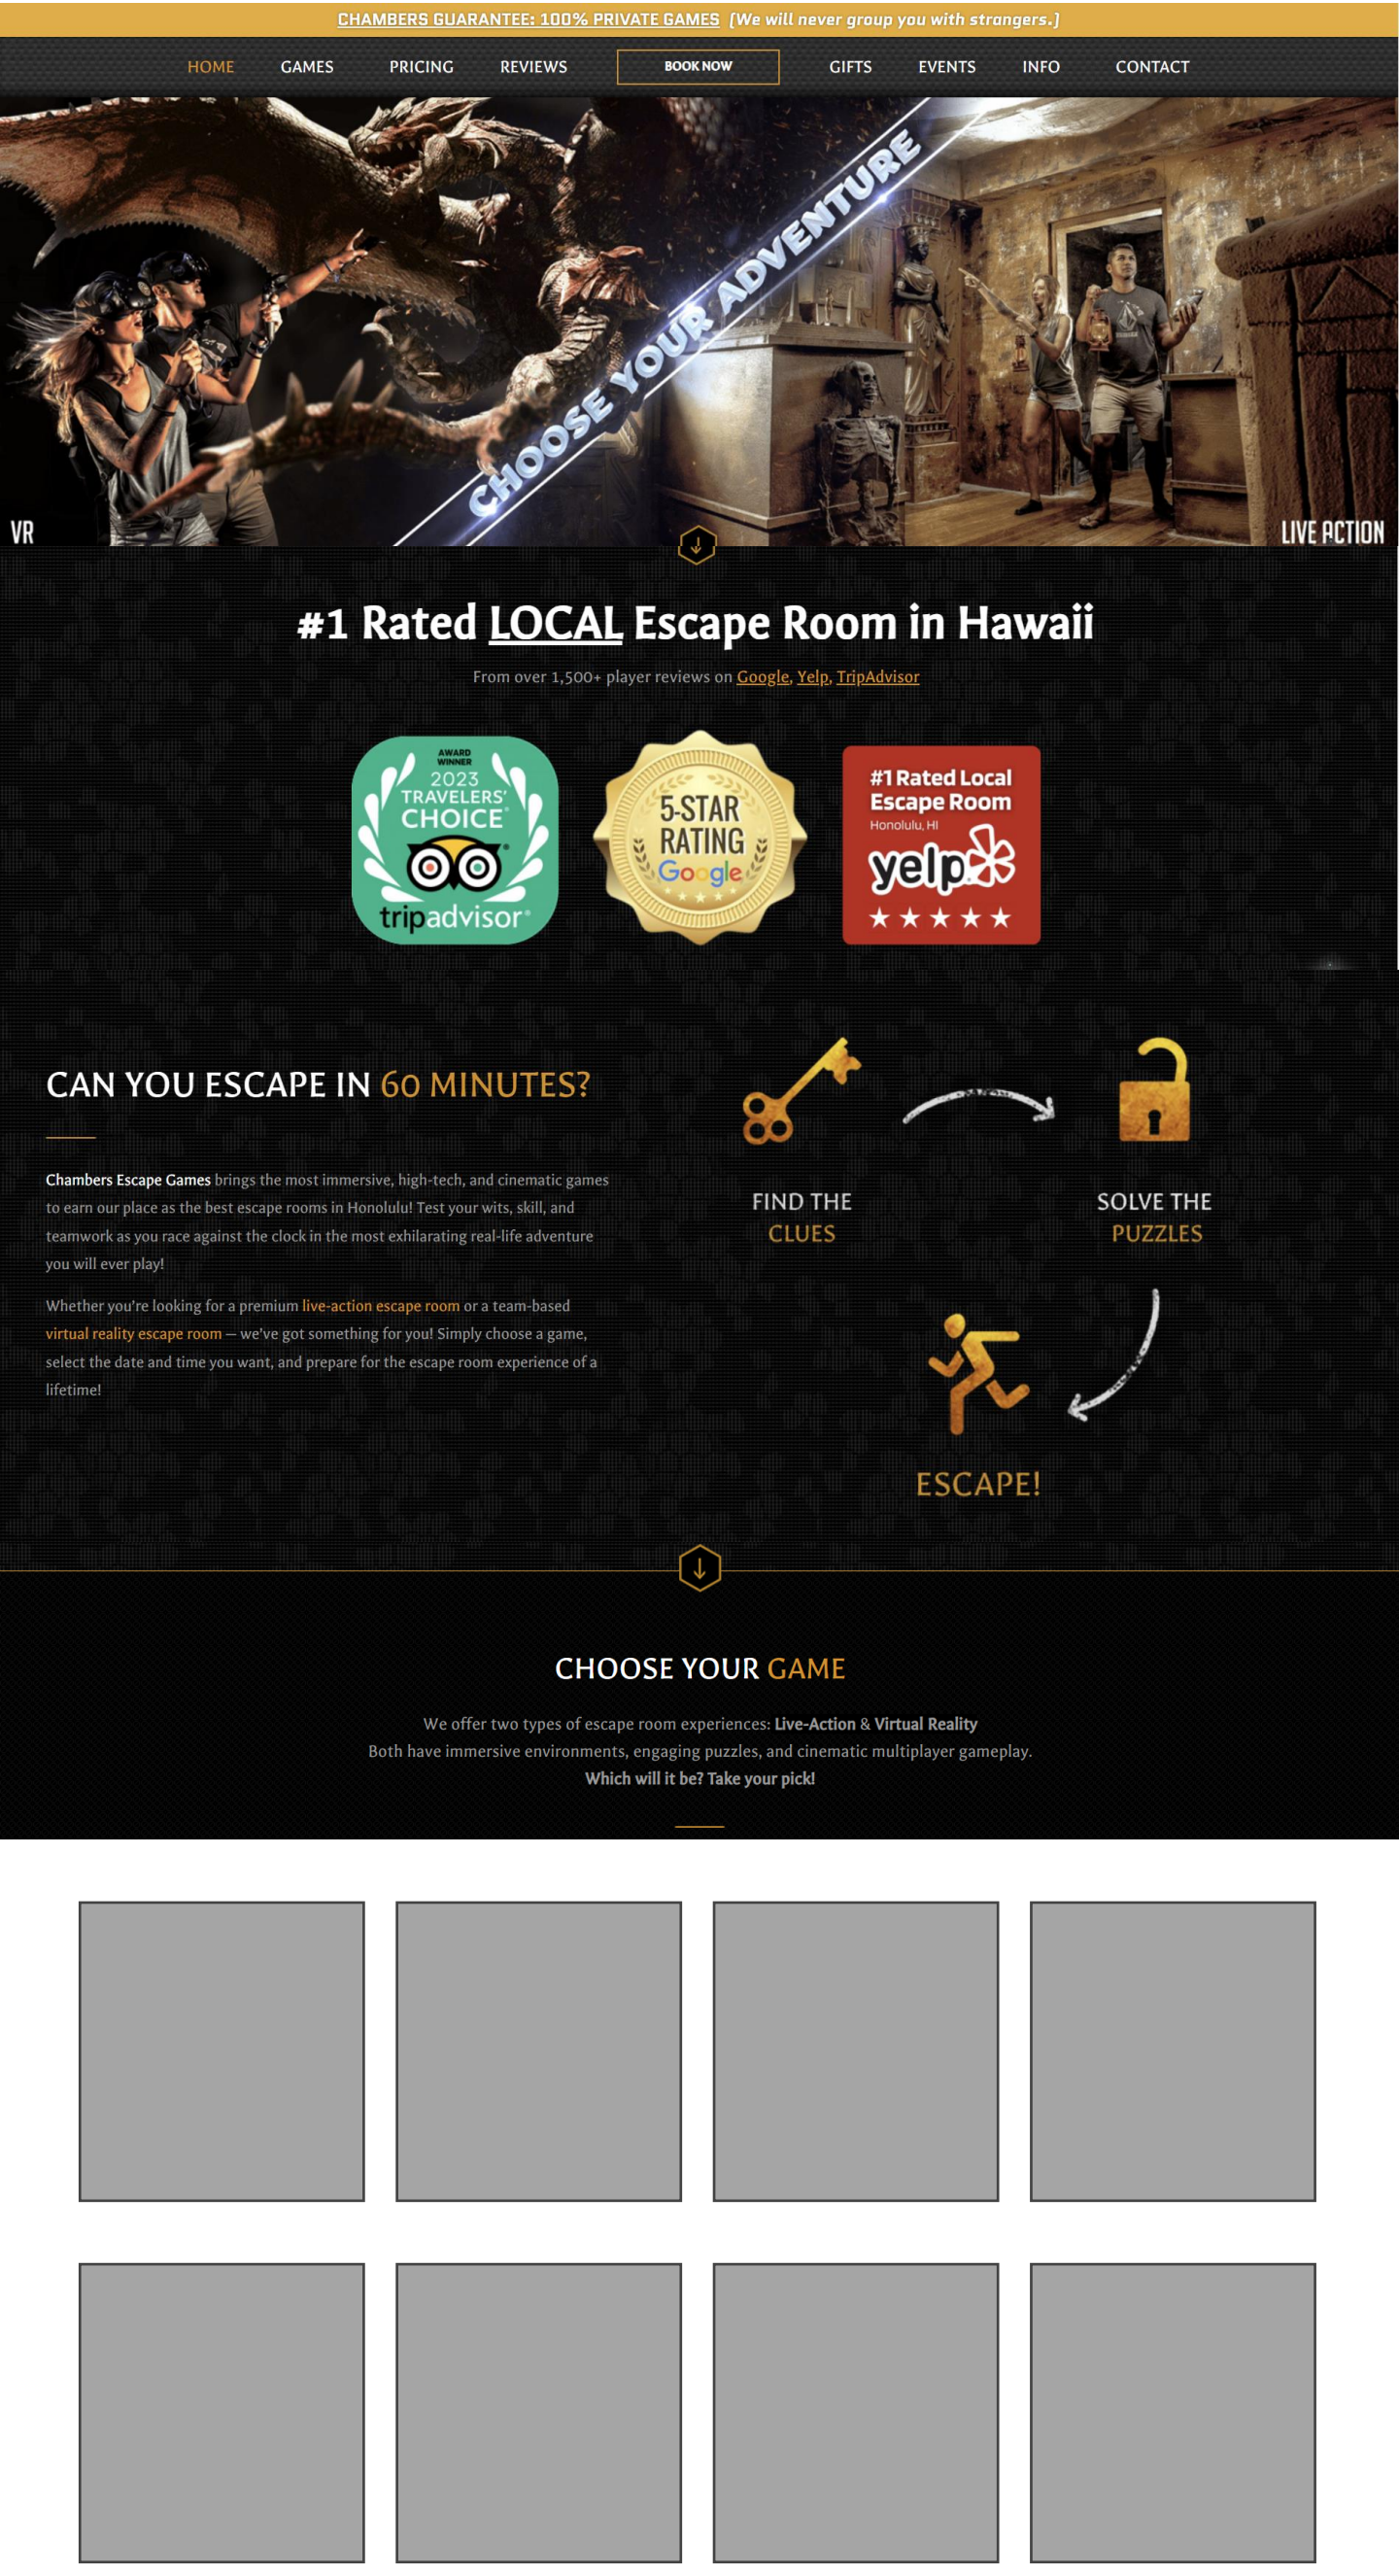 CHAMBERS GUARANTEE: 100% PRIVATE GAMES (We will never group you with strangers.)
HOME GAMES PRICING REVIEWS BOOK NOW GIFTS EVENTS INFO CONTACT
CHOOSE YOUR ADVENTURE
VR
LIVE ACTION
#1 Rated LOCAL Escape Room in Hawaii
From over 1,500+ player reviews on Google, Yelp, TripAdvisor
AWARD
WINNER
2023
TRAVELERS'
CHOICE®
tripadvisor®
5-STAR
RATING
Google
#1 Rated Local
Escape Room
Honolulu, HI
yelp
CAN YOU ESCAPE IN 60 MINUTES?
Chambers Escape Games brings the most immersive, high-tech, and cinematic games
to earn our place as the best escape rooms in Honolulu! Test your wits, skill, and
teamwork as you race against the clock in the most exhilarating real-life adventure
you will ever play!
Whether you're looking for a premium live-action escape room or a team-based
virtual reality escape room — we've got something for you! Simply choose a game,
select the date and time you want, and prepare for the escape room experience of a
lifetime!
FIND THE
CLUES
SOLVE THE
PUZZLES
ESCAPE!
CHOOSE YOUR GAME
We offer two types of escape room experiences: Live-Action & Virtual Reality
Both have immersive environments, engaging puzzles, and cinematic multiplayer gameplay.
Which will it be? Take your pick!